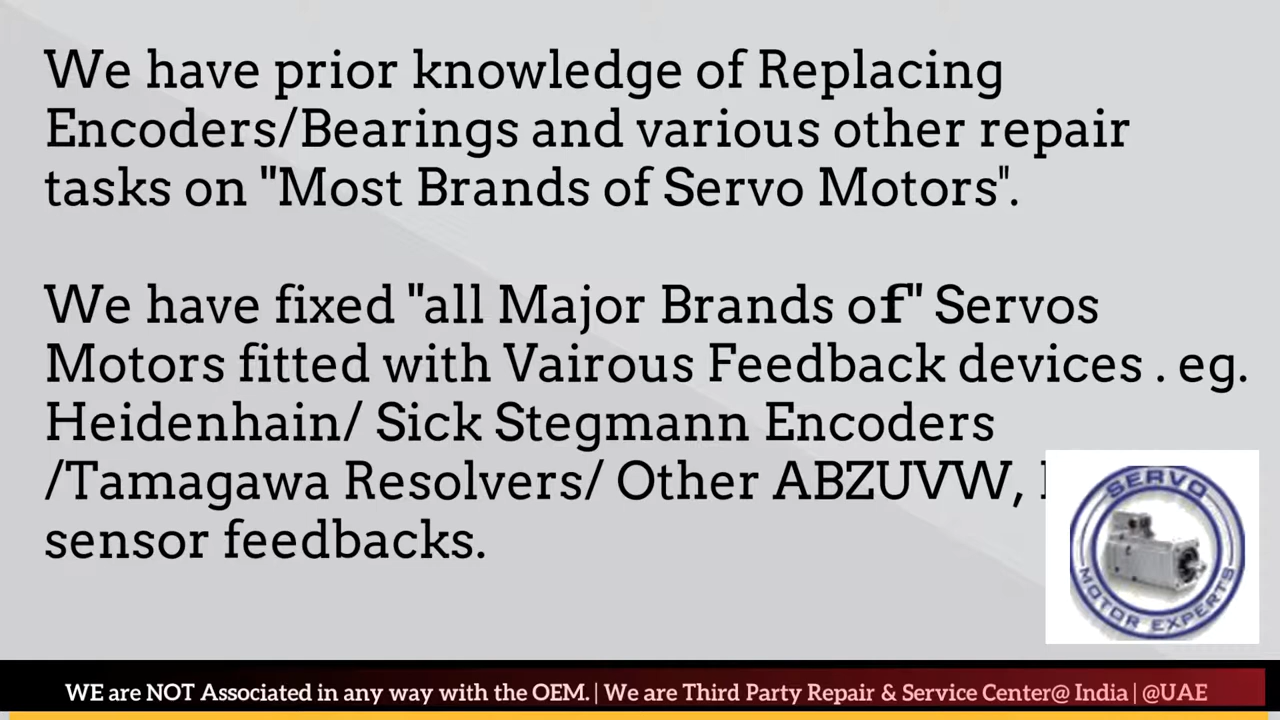 We have prior knowledge of Replacing
Encoders/Bearings and various other repair
tasks on "Most Brands of Servo Motors".
We have fixed "all Major Brands of" Servos
Motors fitted with Vairous Feedback devices . eg.
Heidenhain/ Sick Stegmann Encoders
/Tamagawa Resolvers/ Other ABZUVW,
sensor feedbacks.
SERVO
MOTOR EXPERTS
WE are NOT Associated in any way with the OEM. | We are Third Party Repair & Service Center@ India | @UAE